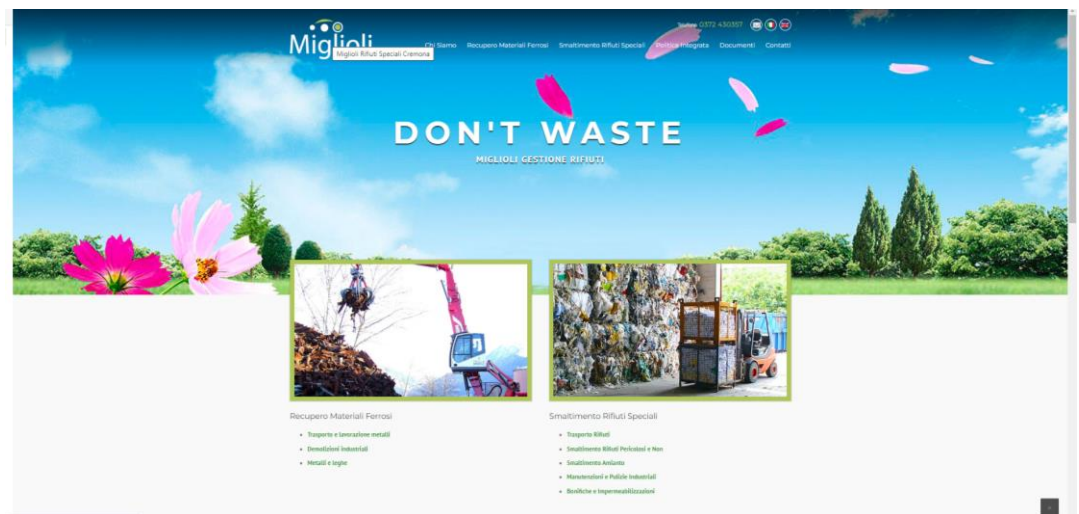 Telefono 0372 430357
Miglioli
Miglioli Rifiuti Speciali Cremona
Chi Siamo Recupero Materiali Ferrosi Smaltimento Rifiuti Speciali Politica Integrata Documenti Contatti
DON'T WASTE
MIGLIOLI GESTIONE RIFIUTI
Recupero Materiali Ferrosi
• Trasporto e lavorazione metalli
• Demolizioni Industriali
• Metalli e leghe
Smaltimento Rifiuti Speciali
• Trasporto Rifiuti
• Smaltimento Rifiuti Pericolosi e Non
• Smaltimento Amianto
• Manutenzioni e Pulizie Industriali
• Bonifiche e Impermeabilizzazioni